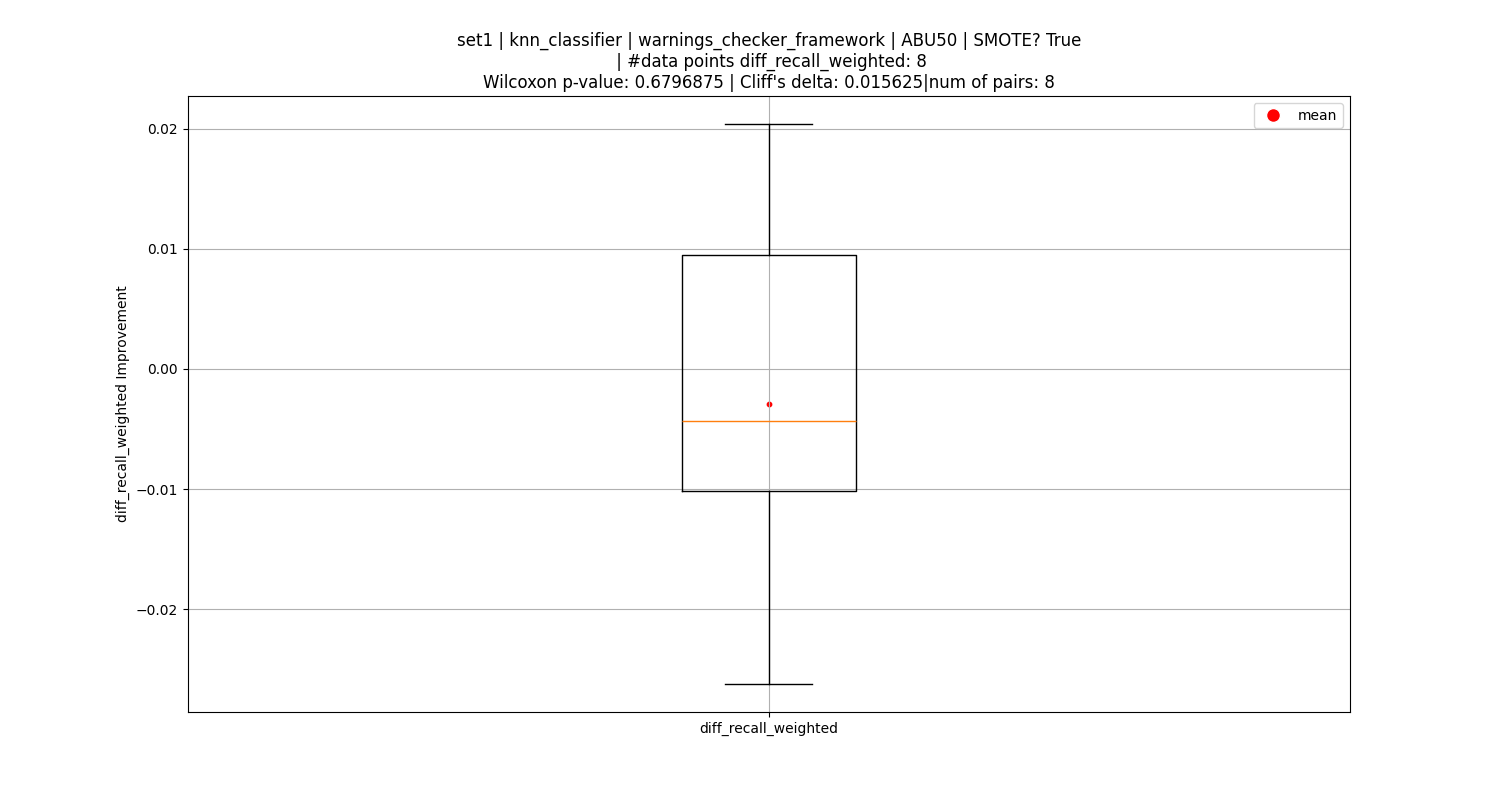 set1 | knn_classifier | warnings_checker_framework | ABU50 | SMOTE? True
| #data points diff_recall_weighted: 8
Wilcoxon p-value: 0.6796875 | Cliff's delta: 0.015625|num of pairs: 8
mean
0.02
0.01
0.00
−0.01
−0.02
diff_recall_weighted Improvement
diff_recall_weighted